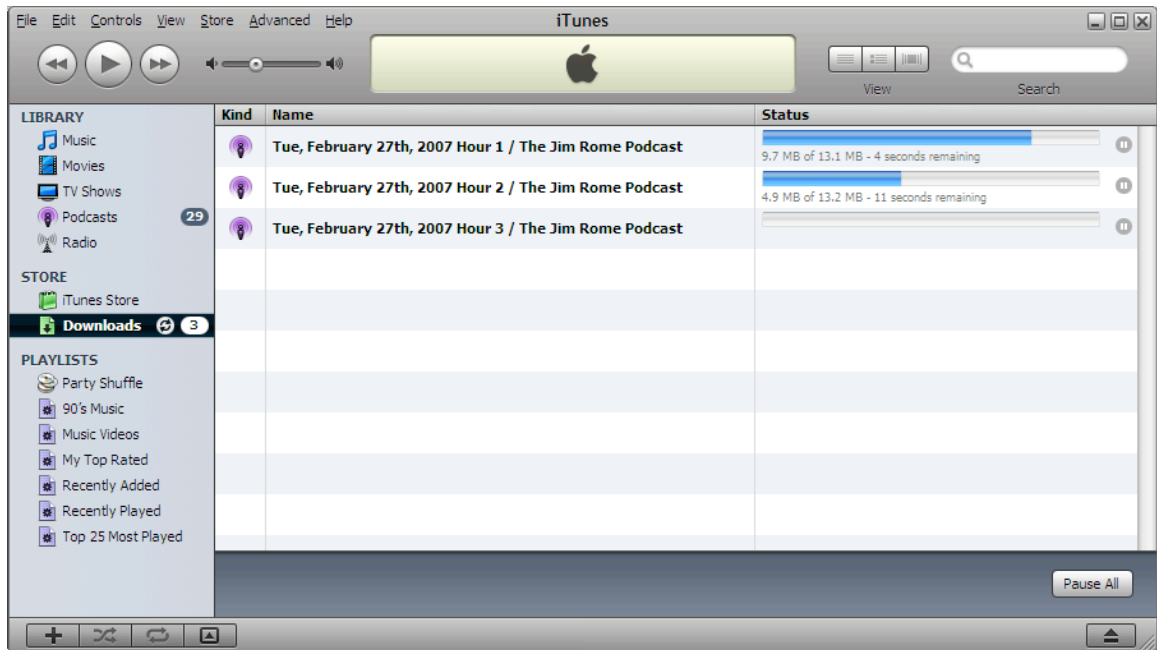 File Edit Controls View Store Advanced Help
iTunes
View
Search
LIBRARY
Music
Movies
TV Shows
Podcasts 29
Radio
STORE
iTunes Store
Downloads 3
PLAYLISTS
Party Shuffle
90's Music
Music Videos
My Top Rated
Recently Added
Recently Played
Top 25 Most Played
Kind Name Status
Tue, February 27th, 2007 Hour 1 / The Jim Rome Podcast
9.7 MB of 13.1 MB - 4 seconds remaining
Tue, February 27th, 2007 Hour 2 / The Jim Rome Podcast
4.9 MB of 13.2 MB - 11 seconds remaining
Tue, February 27th, 2007 Hour 3 / The Jim Rome Podcast
Pause All